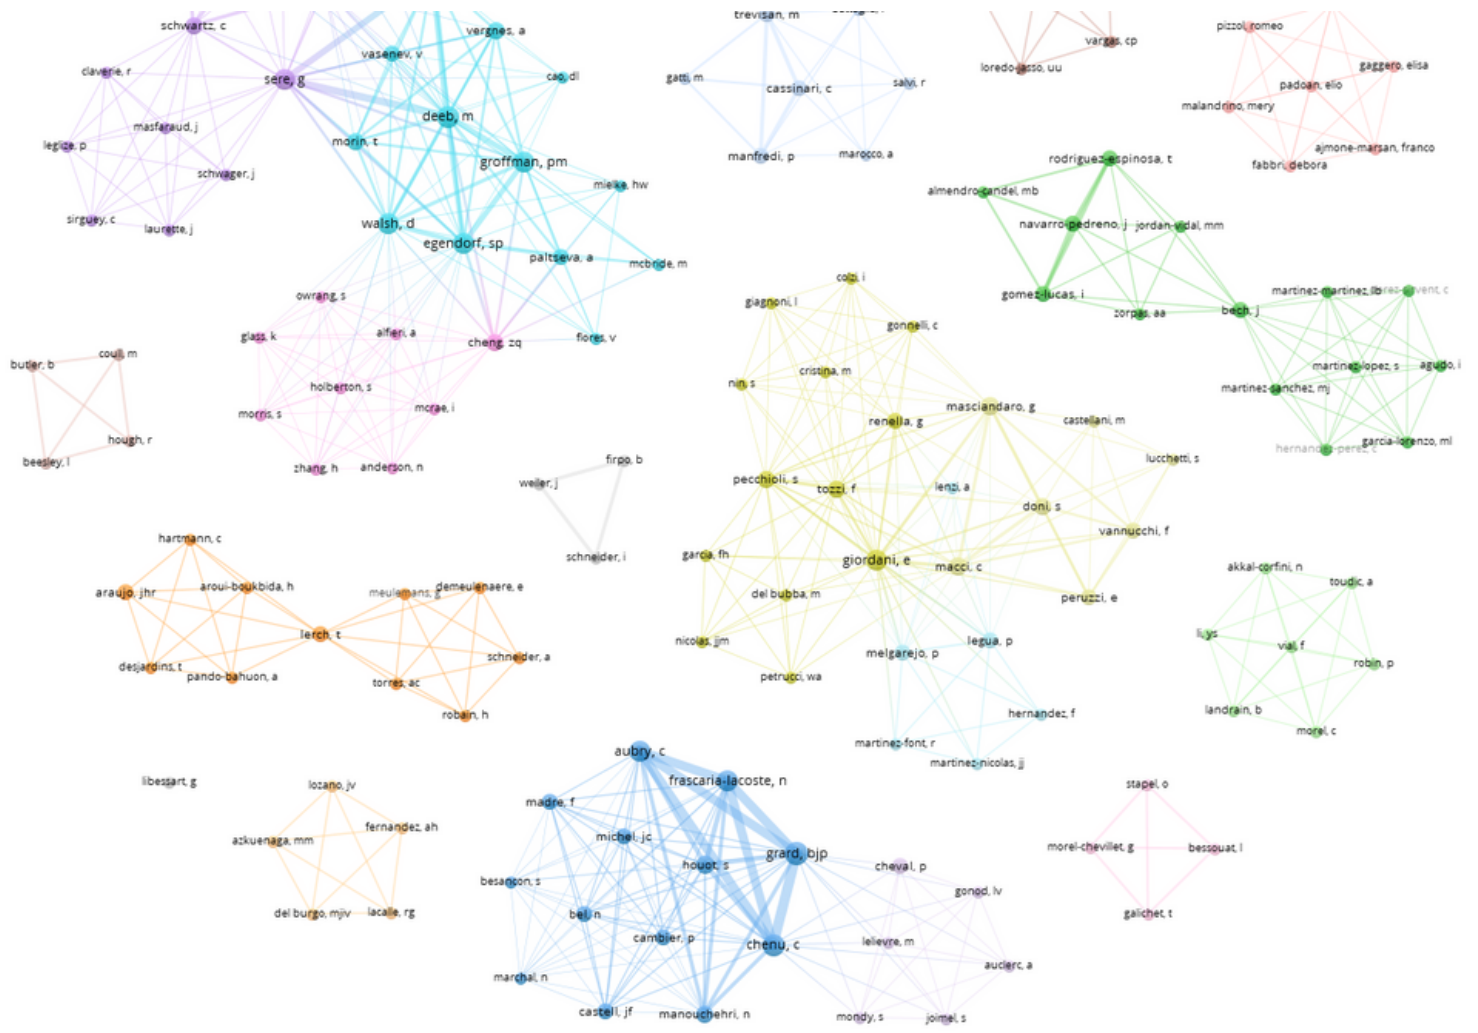 trevisan, m
schwartz, c
vergnes, a
pizzol, romeo
vargas, cp
vasenev, v
loredo-jasso, uu
gaggero, elisa
claverie, r
sere, g
cao, dl
gatti, m
cassinari, c
salvi, r
padoan, elio
malandrino, mery
deeb, m
masfaraud, j
morin, t
legize, p
groffman, pm
manfredi, p
marocco, a
ajmone-marsan, franco
rodriguez-espinosa, t
fabbri, debora
schwager, j
mielke, hw
almendro-candel, mb
sirguey, c
laurette, j
walsh, d
navarro-pedreno, j
jordan-vidal, mm
egendorf, sp
paltseva, a
mcbride, m
colzi, i
owrang, s
gomez-lucas, i
martinez-martinez, lb
giagnoni, l
zorpas, aa
bech, j
glass, k
alfieri, a
cheng, zq
flores, v
gonnelli, c
coull, m
butler, b
cristina, m
martinez-lopez, s
agudo, i
nin, s
holberton, s
martinez-sanchez, mj
mcrae, i
masciandaro, g
morris, s
renella, g
castellani, m
hough, r
garcia-lorenzo, ml
hernandez-perez, c
beesley, l
zhang, h
anderson, n
firpo, b
lucchetti, s
weiler, j
pecchioli, s
tozzi, f
lenzi, a
doni, s
vannucchi, f
hartmann, c
schneider, i
garcia, fh
giordani, e
macci, c
akkal-corfini, n
toudic, a
araujo, jhr
aroui-boukbida, h
meulemans, g
demeulenaere, e
del bubba, m
peruzzi, e
lerch, t
nicolas, jjm
melgarejo, p
legua, p
li, ys
vial, f
robin, p
desjardins, t
pando-bahuon, a
torres, ac
schneider, a
petrucci, wa
robain, h
hernandez, f
landrain, b
morel, c
martinez-font, r
martinez-nicolas, jj
aubry, c
libessart, g
lozano, jv
frascaria-lacoste, n
stapel, o
madre, f
fernandez, ah
michel, jc
azkuenaga, mm
grard, bjp
morel-chevillet, g
bessouat, l
houot, s
cheval, p
besancon, s
gonod, lv
del burgo, mjiv
lacalle, rg
bel, n
galichet, t
cambier, p
chenu, c
lelievre, m
marchal, n
auclerc, a
castell, jf
manouchehri, n
mondy, s
joimel, s